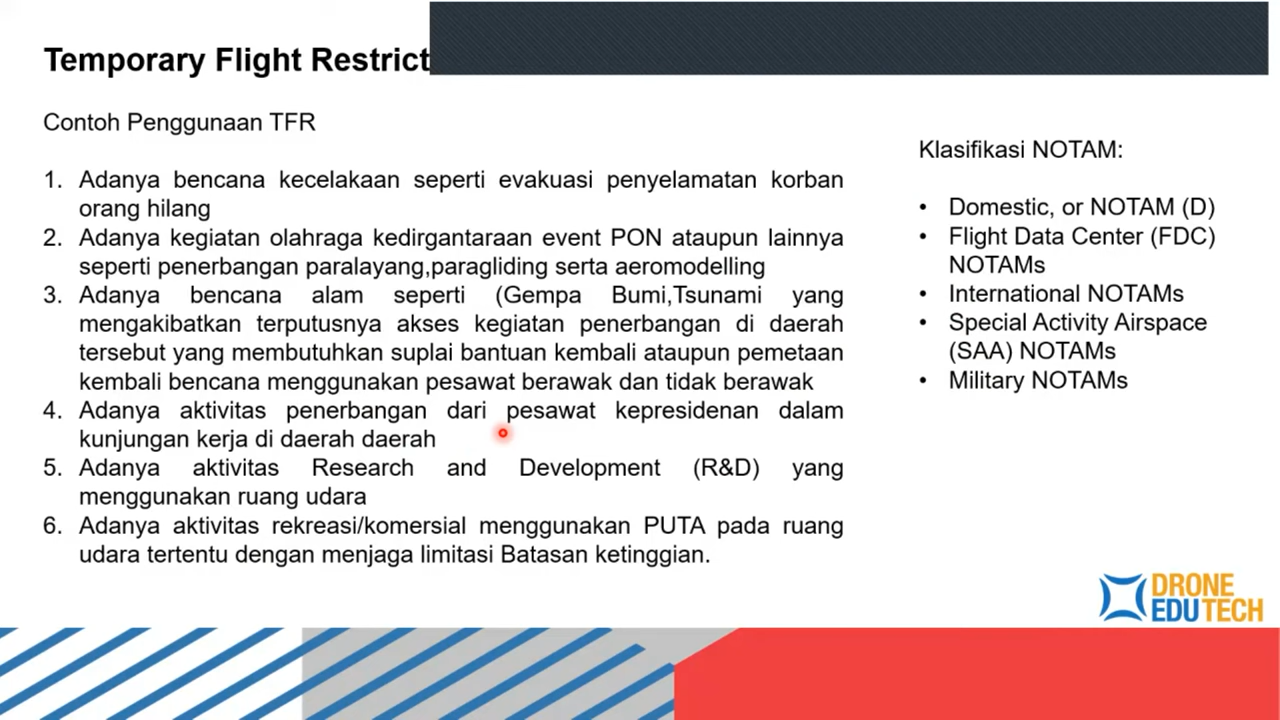 Temporary Flight Restrict
Contoh Penggunaan TFR
1. Adanya bencana kecelakaan seperti evakuasi penyelamatan korban
orang hilang
2. Adanya kegiatan olahraga kedirgantaraan event PON ataupun lainnya
seperti penerbangan paralayang,paragliding serta aeromodelling
3. Adanya bencana alam seperti (Gempa Bumi,Tsunami yang
mengakibatkan terputusnya akses kegiatan penerbangan di daerah
tersebut yang membutuhkan suplai bantuan kembali ataupun pemetaan
kembali bencana menggunakan pesawat berawak dan tidak berawak
4. Adanya aktivitas penerbangan dari pesawat kepresidenan dalam
kunjungan kerja di daerah daerah
5. Adanya aktivitas Research and Development (R&D) yang
menggunakan ruang udara
6. Adanya aktivitas rekreasi/komersial menggunakan PUTA pada ruang
udara tertentu dengan menjaga limitasi Batasan ketinggian.
Klasifikasi NOTAM:
• Domestic, or NOTAM (D)
• Flight Data Center (FDC)
NOTAMs
• International NOTAMs
• Special Activity Airspace
(SAA) NOTAMs
• Military NOTAMs
DRONE
EDUTECH